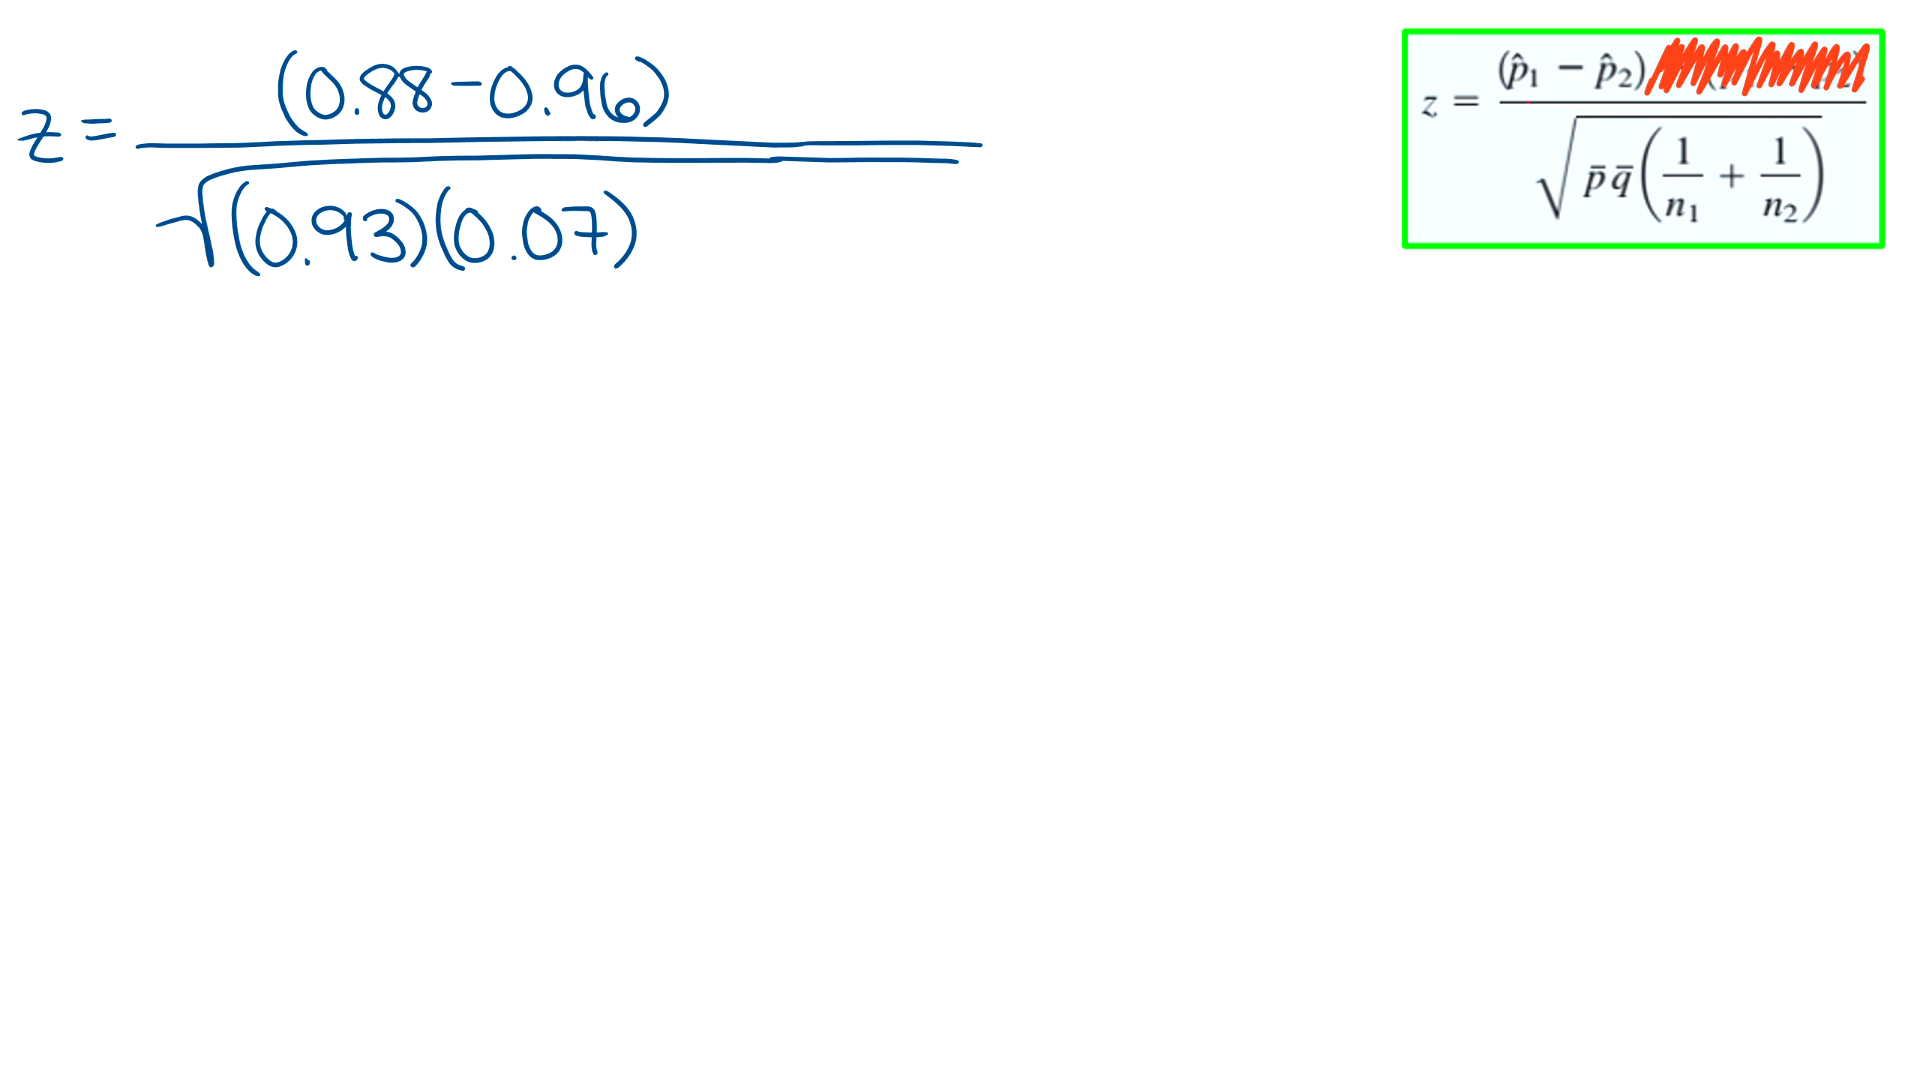 z = (0.88-0.96)
√(0.93)(0.07)
z = (p̂₁ − p̂₂)
√ p̄ q̄ (1/n₁ + 1/n₂)